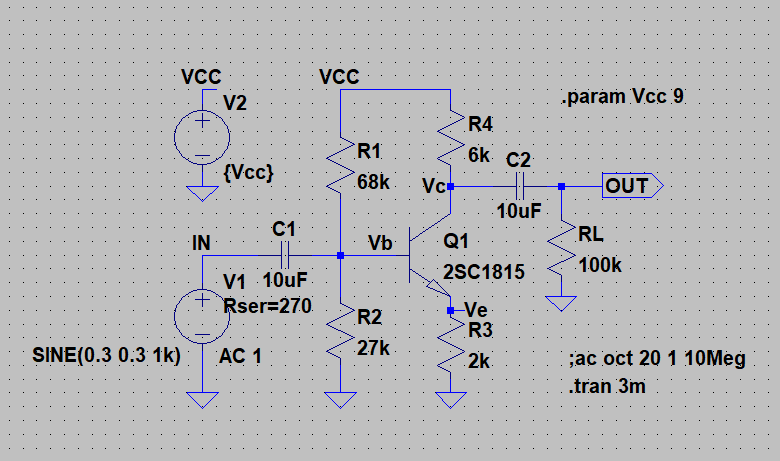 VCC
V2
{Vcc}
VCC
R1
68k
R4
6k
.param Vcc 9
Vc
C2
10uF
OUT
RL
100k
IN
C1
10uF
Vb
Q1
2SC1815
V1
Rser=270
SINE(0.3 0.3 1k)
AC 1
R2
27k
Ve
R3
2k
;ac oct 20 1 10Meg
.tran 3m